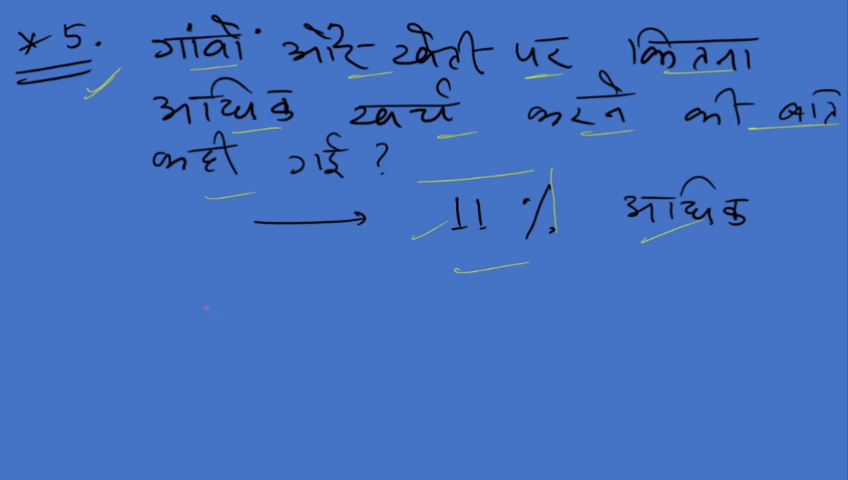 * 5. गांवों और खेती पर कितना
अधिक खर्च करने की बात
कही गई ?
→ 11 % अधिक